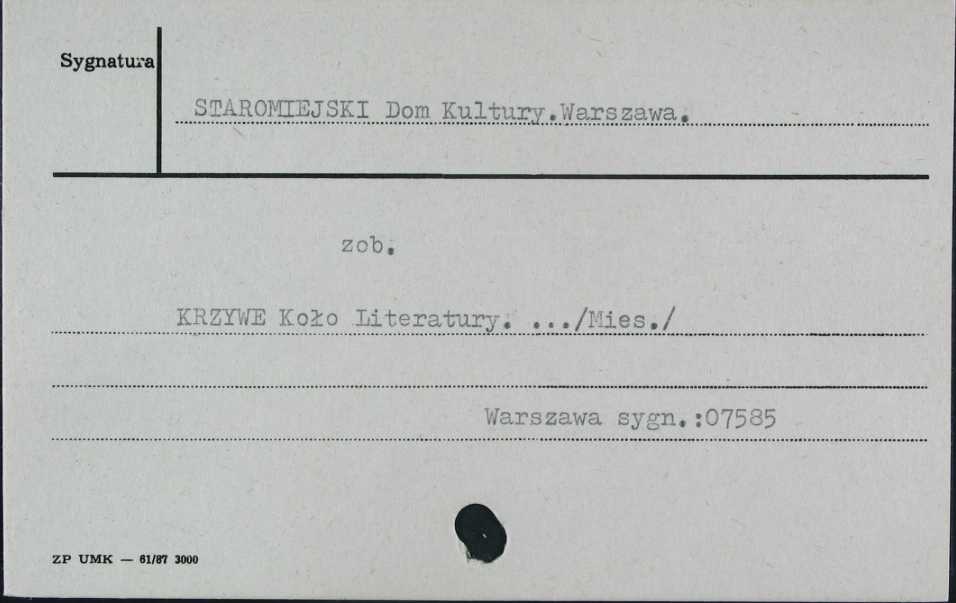 Sygnatura
STAROMIEJSKI Dom Kultury.Warszawa.
zob.
KRZYWE Koło Literatury. .../Mies./
Warszawa sygn.:07585
ZP UMK — 61/87 3000